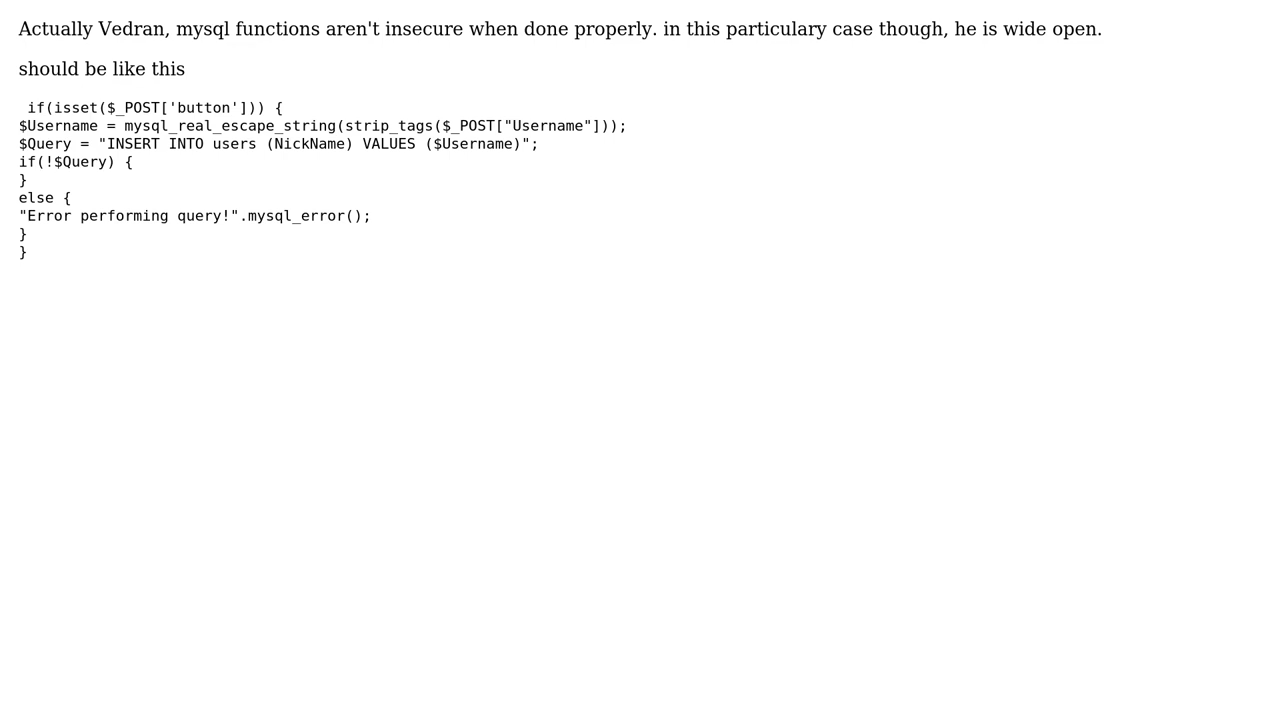 Actually Vedran, mysql functions aren't insecure when done properly. in this particulary case though, he is wide open.
should be like this
if(isset($_POST['button'])) {
$Username = mysql_real_escape_string(strip_tags($_POST["Username"]));
$Query = "INSERT INTO users (NickName) VALUES ($Username)";
if(!$Query) {
}
else {
"Error performing query!".mysql_error();
}
}